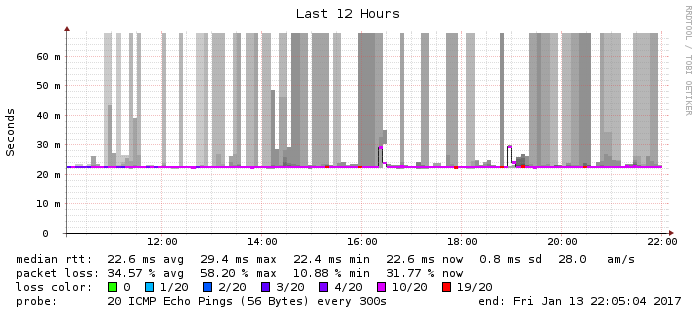 Last 12 Hours
RRDTOOL / TOBI OETIKER
Seconds
60 m
50 m
40 m
30 m
20 m
10 m
0
12:00 14:00 16:00 18:00 20:00 22:00
median rtt: 22.6 ms avg 29.4 ms max 22.4 ms min 22.6 ms now 0.8 ms sd 28.0 am/s
packet loss: 34.57 % avg 58.20 % max 10.88 % min 31.77 % now
loss color: 0 1/20 2/20 3/20 4/20 10/20 19/20
probe: 20 ICMP Echo Pings (56 Bytes) every 300s end: Fri Jan 13 22:05:04 2017